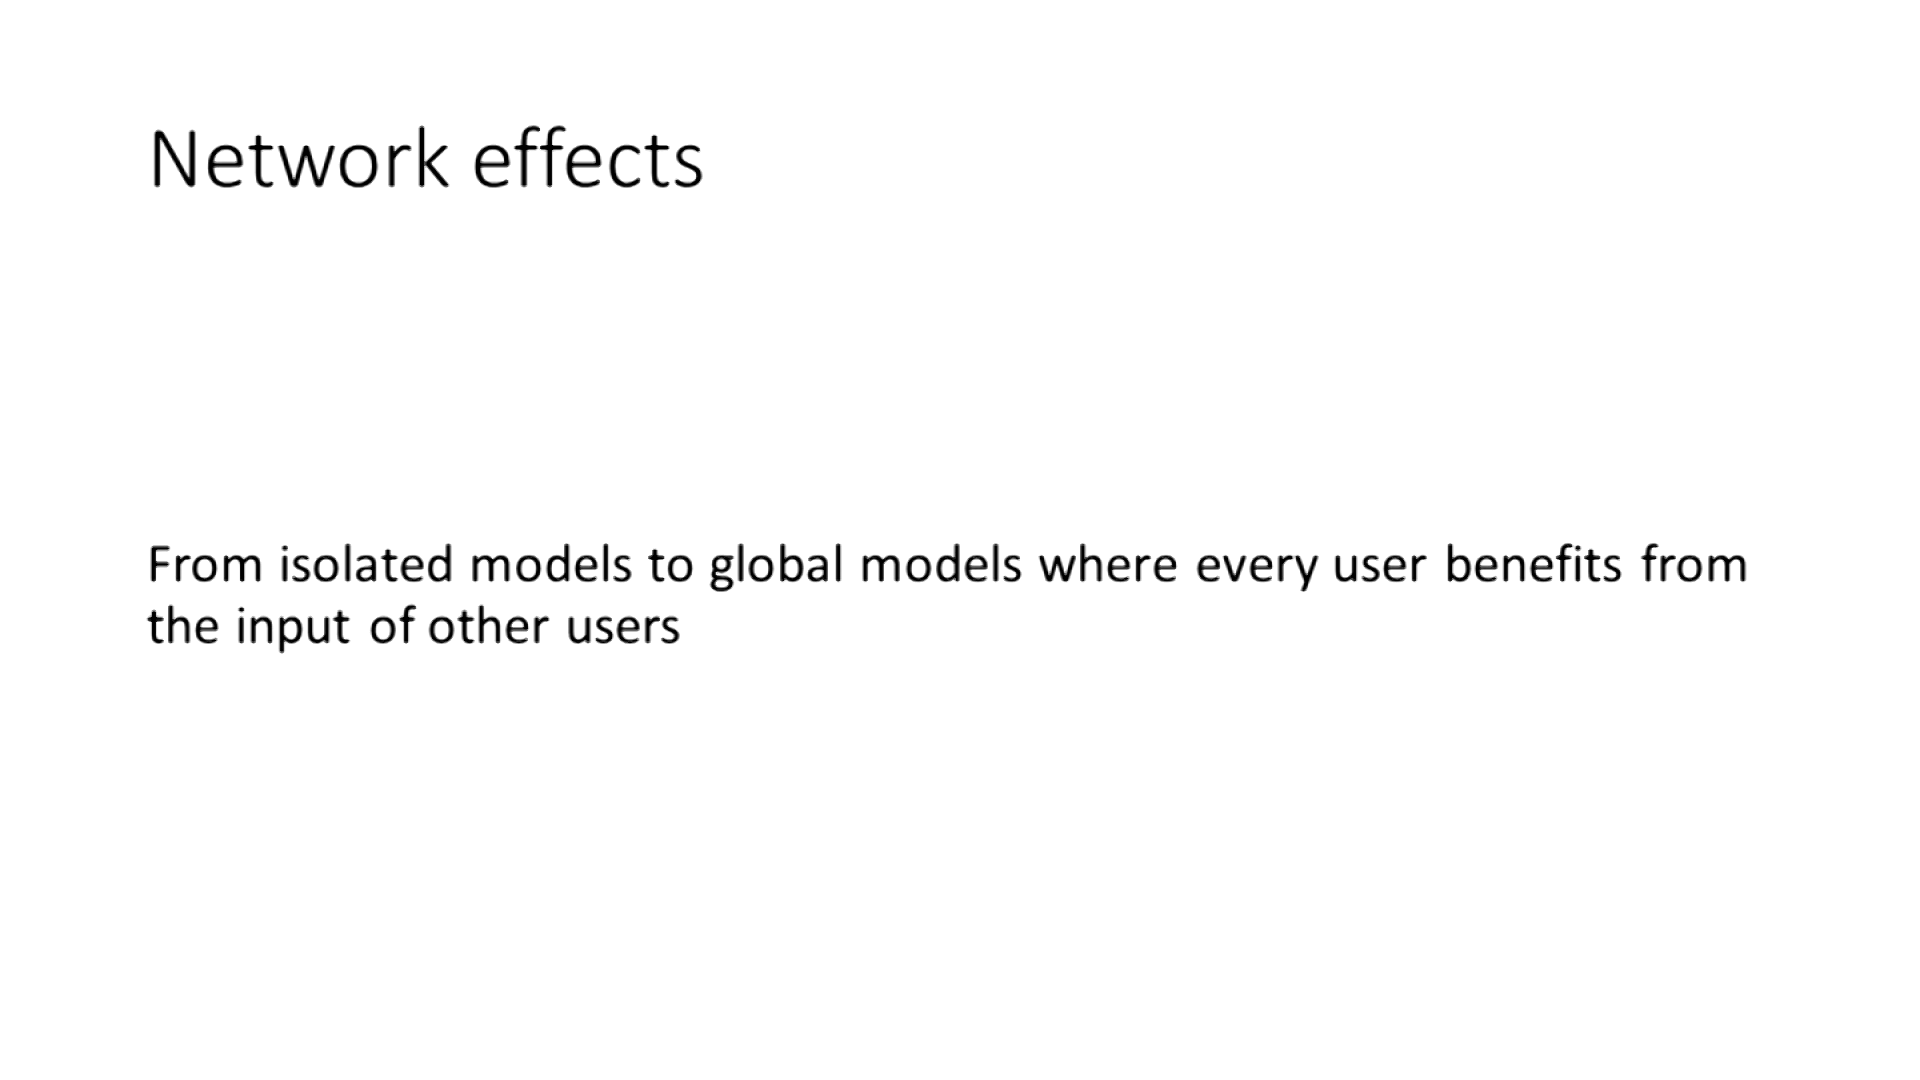 Network effects
From isolated models to global models where every user benefits from
the input of other users